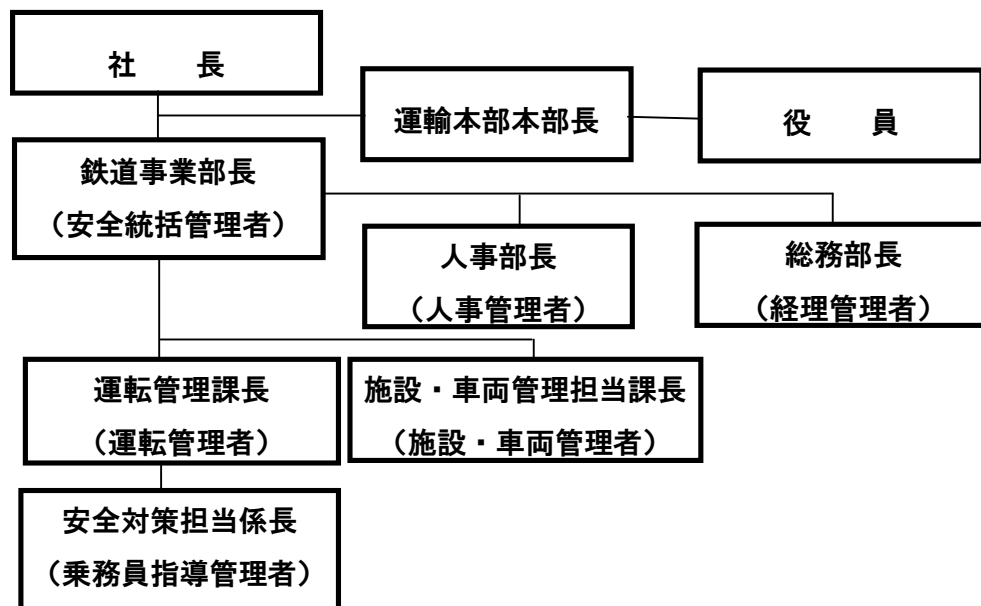 社　　長
運輸本部本部長
役　　員
鉄道事業部長
（安全統括管理者）
人事部長
（人事管理者）
総務部長
（経理管理者）
運転管理課長
（運転管理者）
施設・車両管理担当課長
（施設・車両管理者）
安全対策担当係長
（乗務員指導管理者）